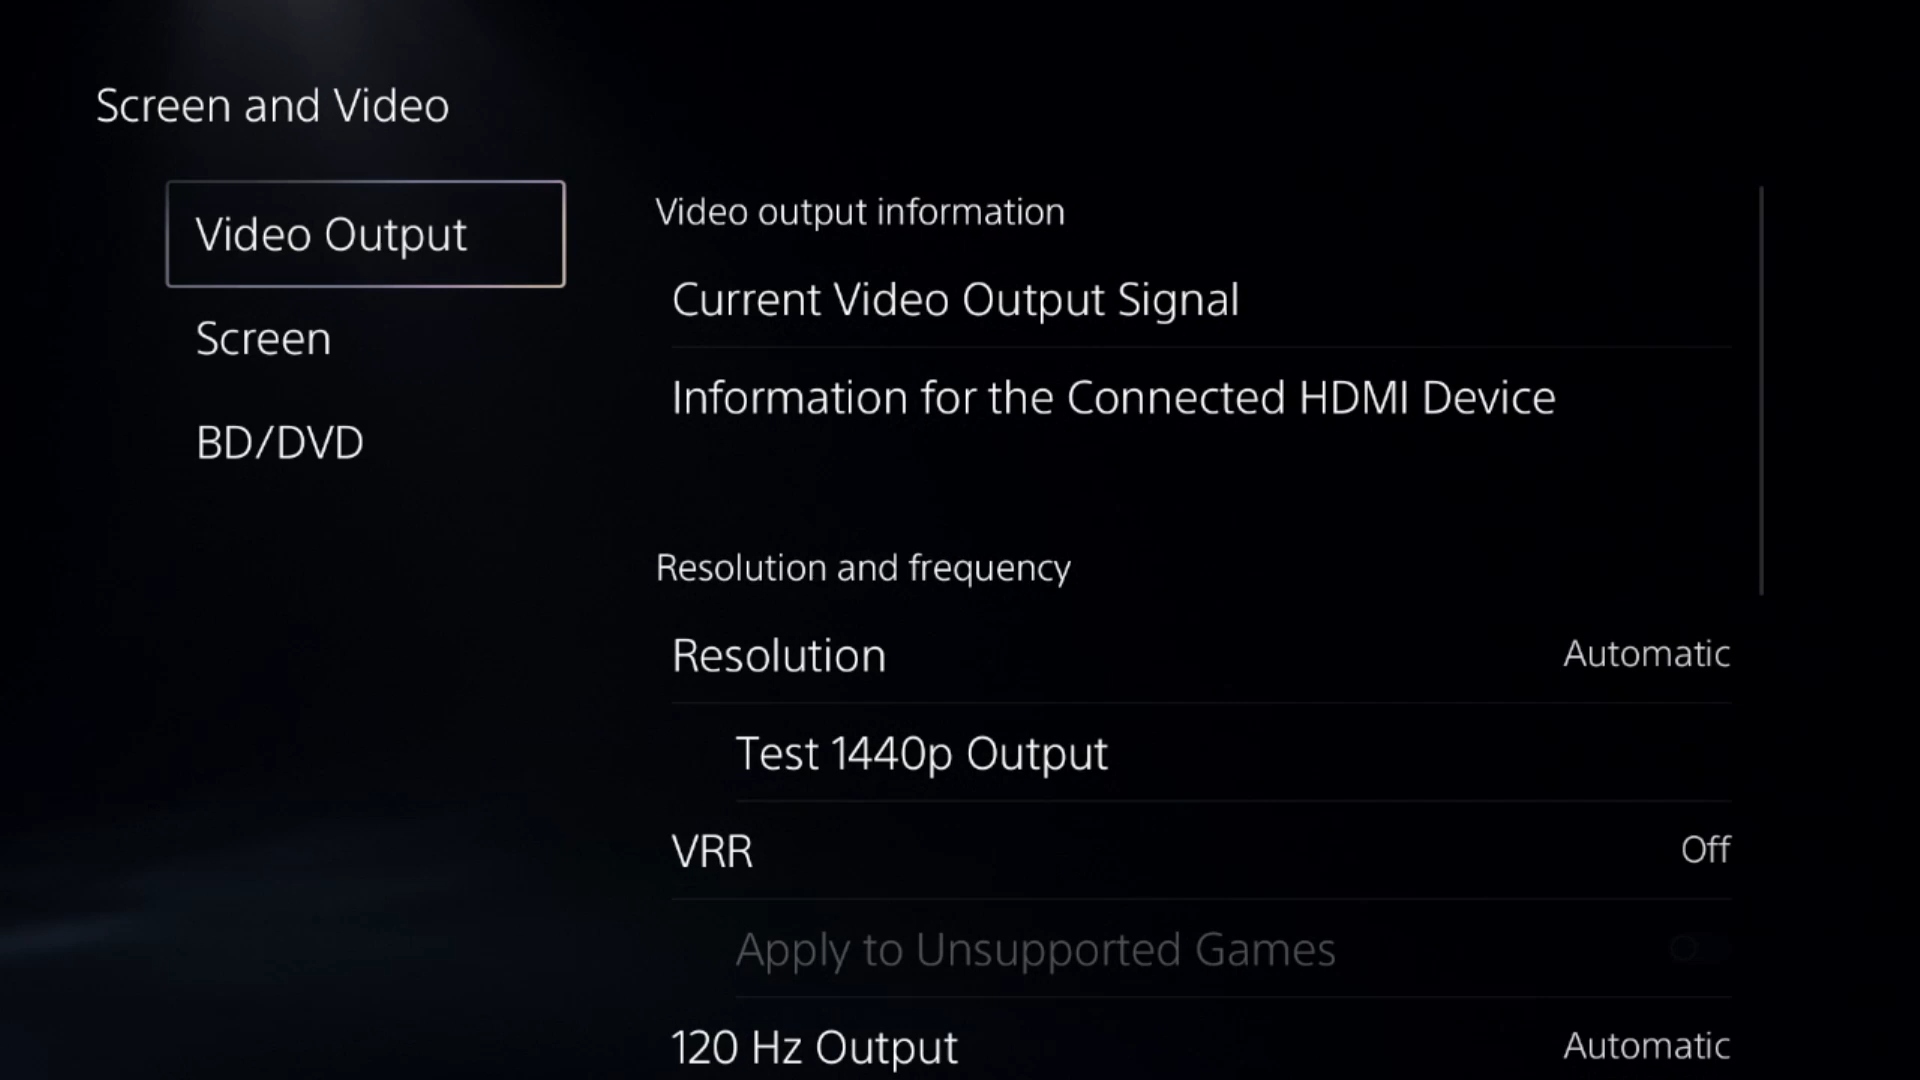 Screen and Video
Video Output
Screen
BD/DVD
Video output information
Current Video Output Signal
Information for the Connected HDMI Device
Resolution and frequency
Resolution Automatic
Test 1440p Output
VRR Off
Apply to Unsupported Games
120 Hz Output Automatic